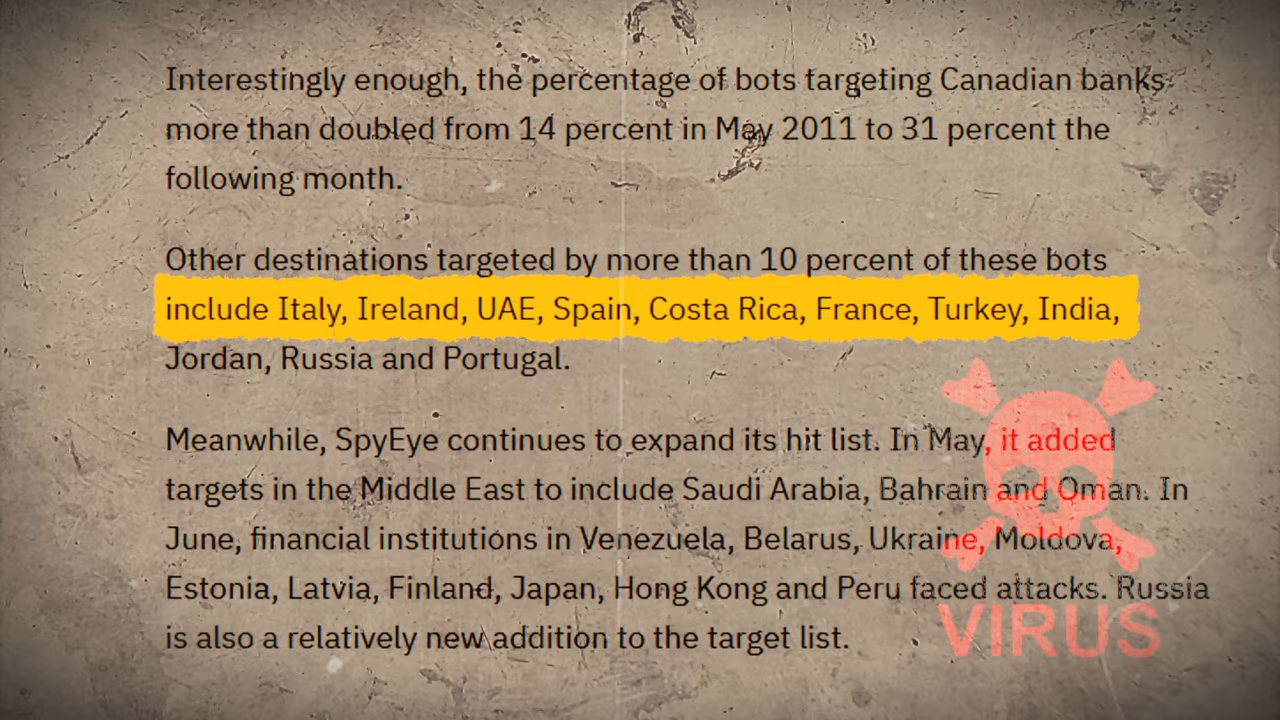 Interestingly enough, the percentage of bots targeting Canadian banks
more than doubled from 14 percent in May 2011 to 31 percent the
following month.
Other destinations targeted by more than 10 percent of these bots
include Italy, Ireland, UAE, Spain, Costa Rica, France, Turkey, India,
Jordan, Russia and Portugal.
Meanwhile, SpyEye continues to expand its hit list. In May, it added
targets in the Middle East to include Saudi Arabia, Bahrain and Oman. In
June, financial institutions in Venezuela, Belarus, Ukraine, Moldova,
Estonia, Latvia, Finland, Japan, Hong Kong and Peru faced attacks. Russia
is also a relatively new addition to the target list.
VIRUS